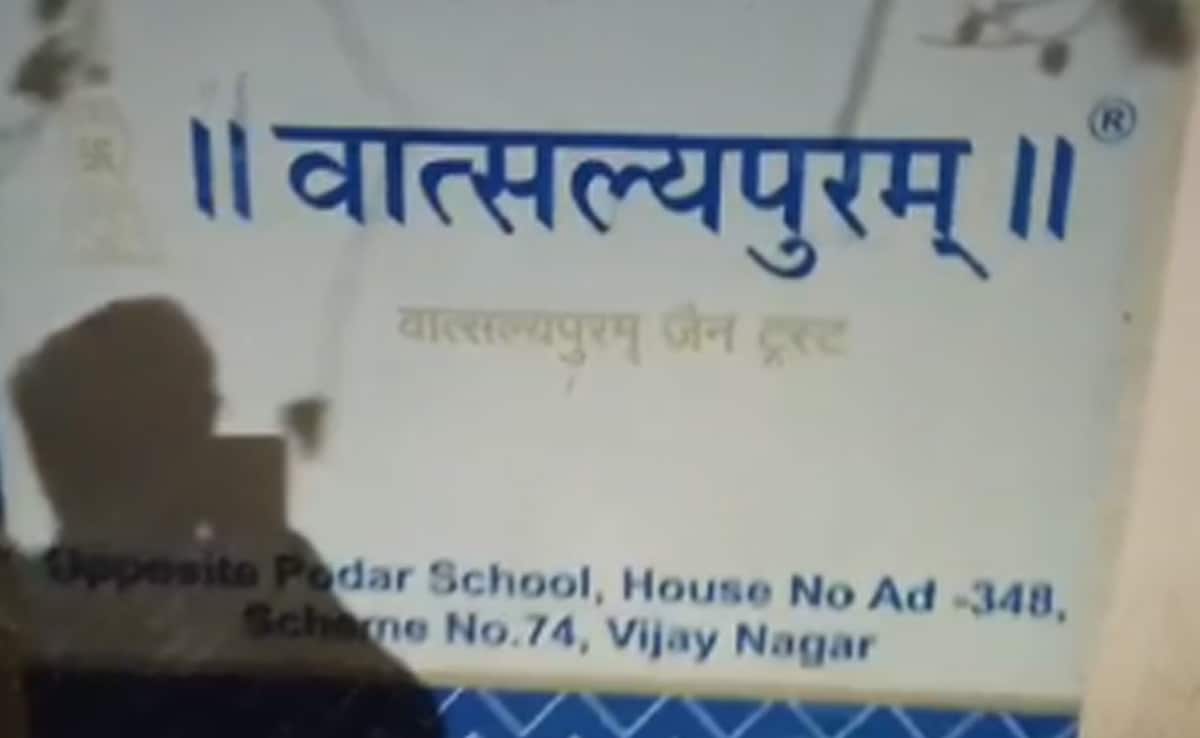 ॥ वात्सल्यपुरम् ॥ ®
वात्सल्यपुरम् जैन ट्रस्ट
Opposite Podar School, House No Ad -348,
Scheme No.74, Vijay Nagar